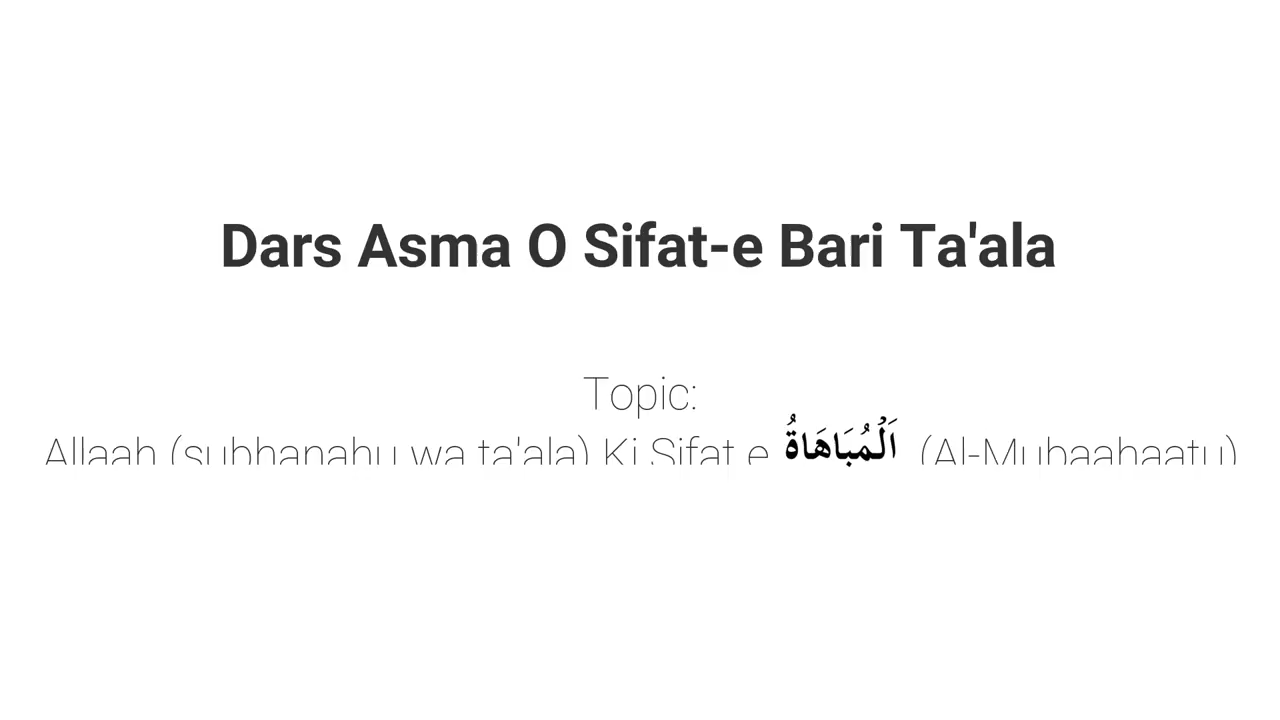 Dars Asma O Sifat-e Bari Ta'ala
Topic:
Allaah (subhanahu wa ta'ala) Ki Sifat e اَلْمُبَاهَاةُ (Al-Mubaahaatu)